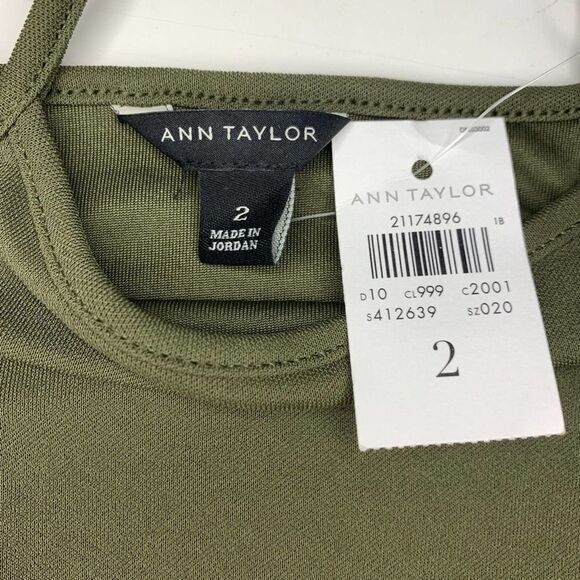 ANN TAYLOR
2
MADE IN
JORDAN
ANN TAYLOR
21174896 1B
D10 CL999 C2001
S412639 SZ020
2